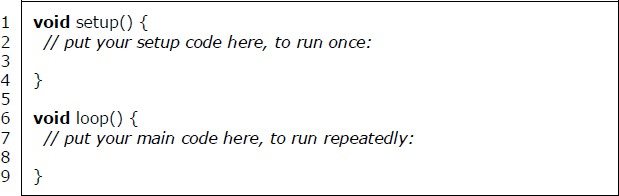 1 void setup() {
2 // put your setup code here, to run once:
3
4 }
5
6 void loop() {
7 // put your main code here, to run repeatedly:
8
9 }